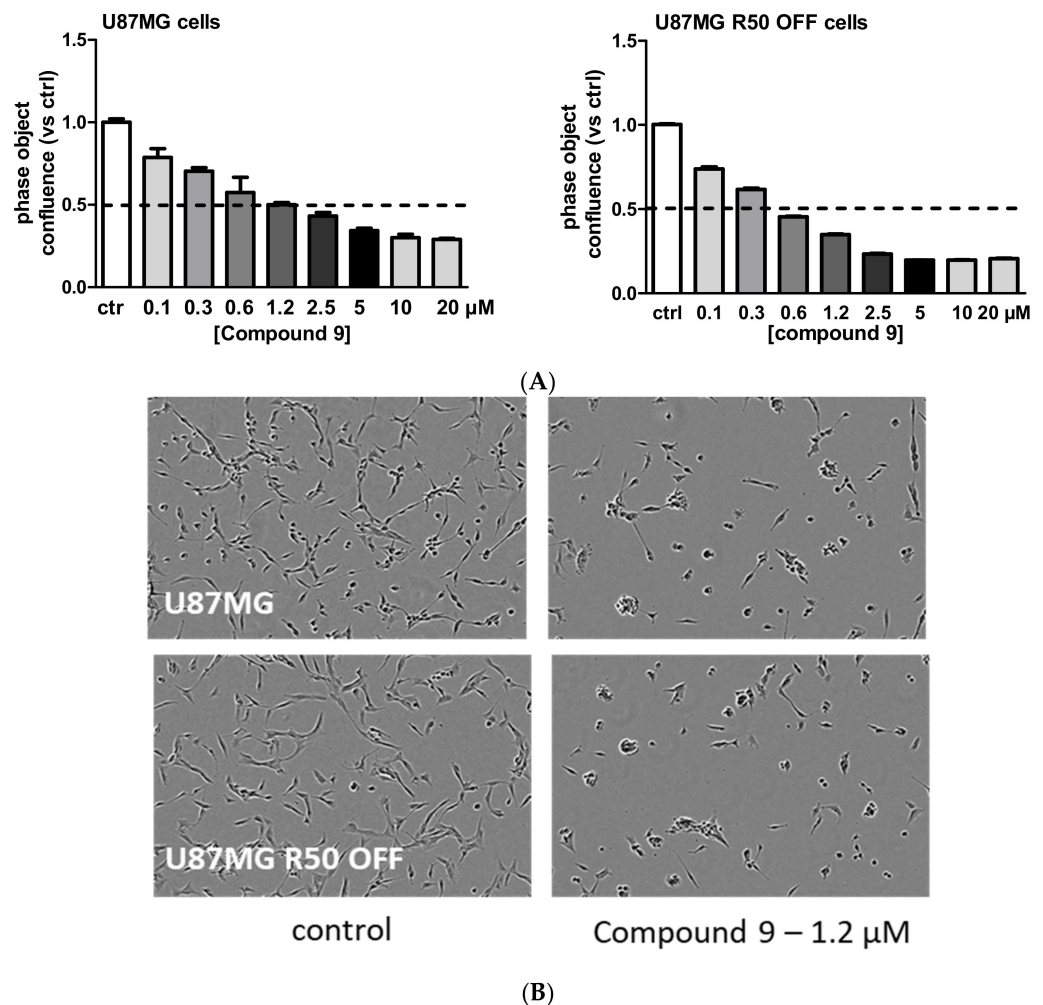 U87MG cells
phase object
confluence (vs ctrl)
1.5
1.0
0.5
0.0
ctr 0.1 0.3 0.6 1.2 2.5 5 10 20 µM
[Compound 9]
U87MG R50 OFF cells
phase object
confluence (vs ctrl)
1.5
1.0
0.5
0.0
ctrl 0.1 0.3 0.6 1.2 2.5 5 10 20 µM
[compound 9]
(A)
U87MG
U87MG R50 OFF
control
Compound 9 – 1.2 µM
(B)